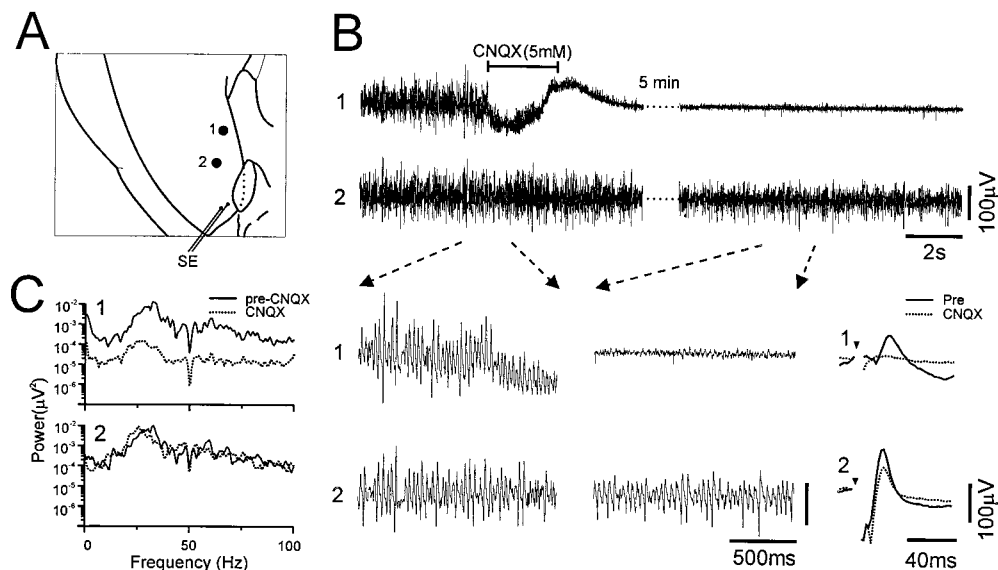 A
1
2
SE
B
CNQX (5mM)
5 min
1
2
100µV
2s
1
2
500ms
Pre
CNQX
1
2
100µV
40ms
C
pre-CNQX
CNQX
1
10⁻²
10⁻³
10⁻⁴
10⁻⁵
10⁻⁶
2
10⁻²
10⁻³
10⁻⁴
10⁻⁵
10⁻⁶
Power(µV²)
0 50 100
Frequency (Hz)